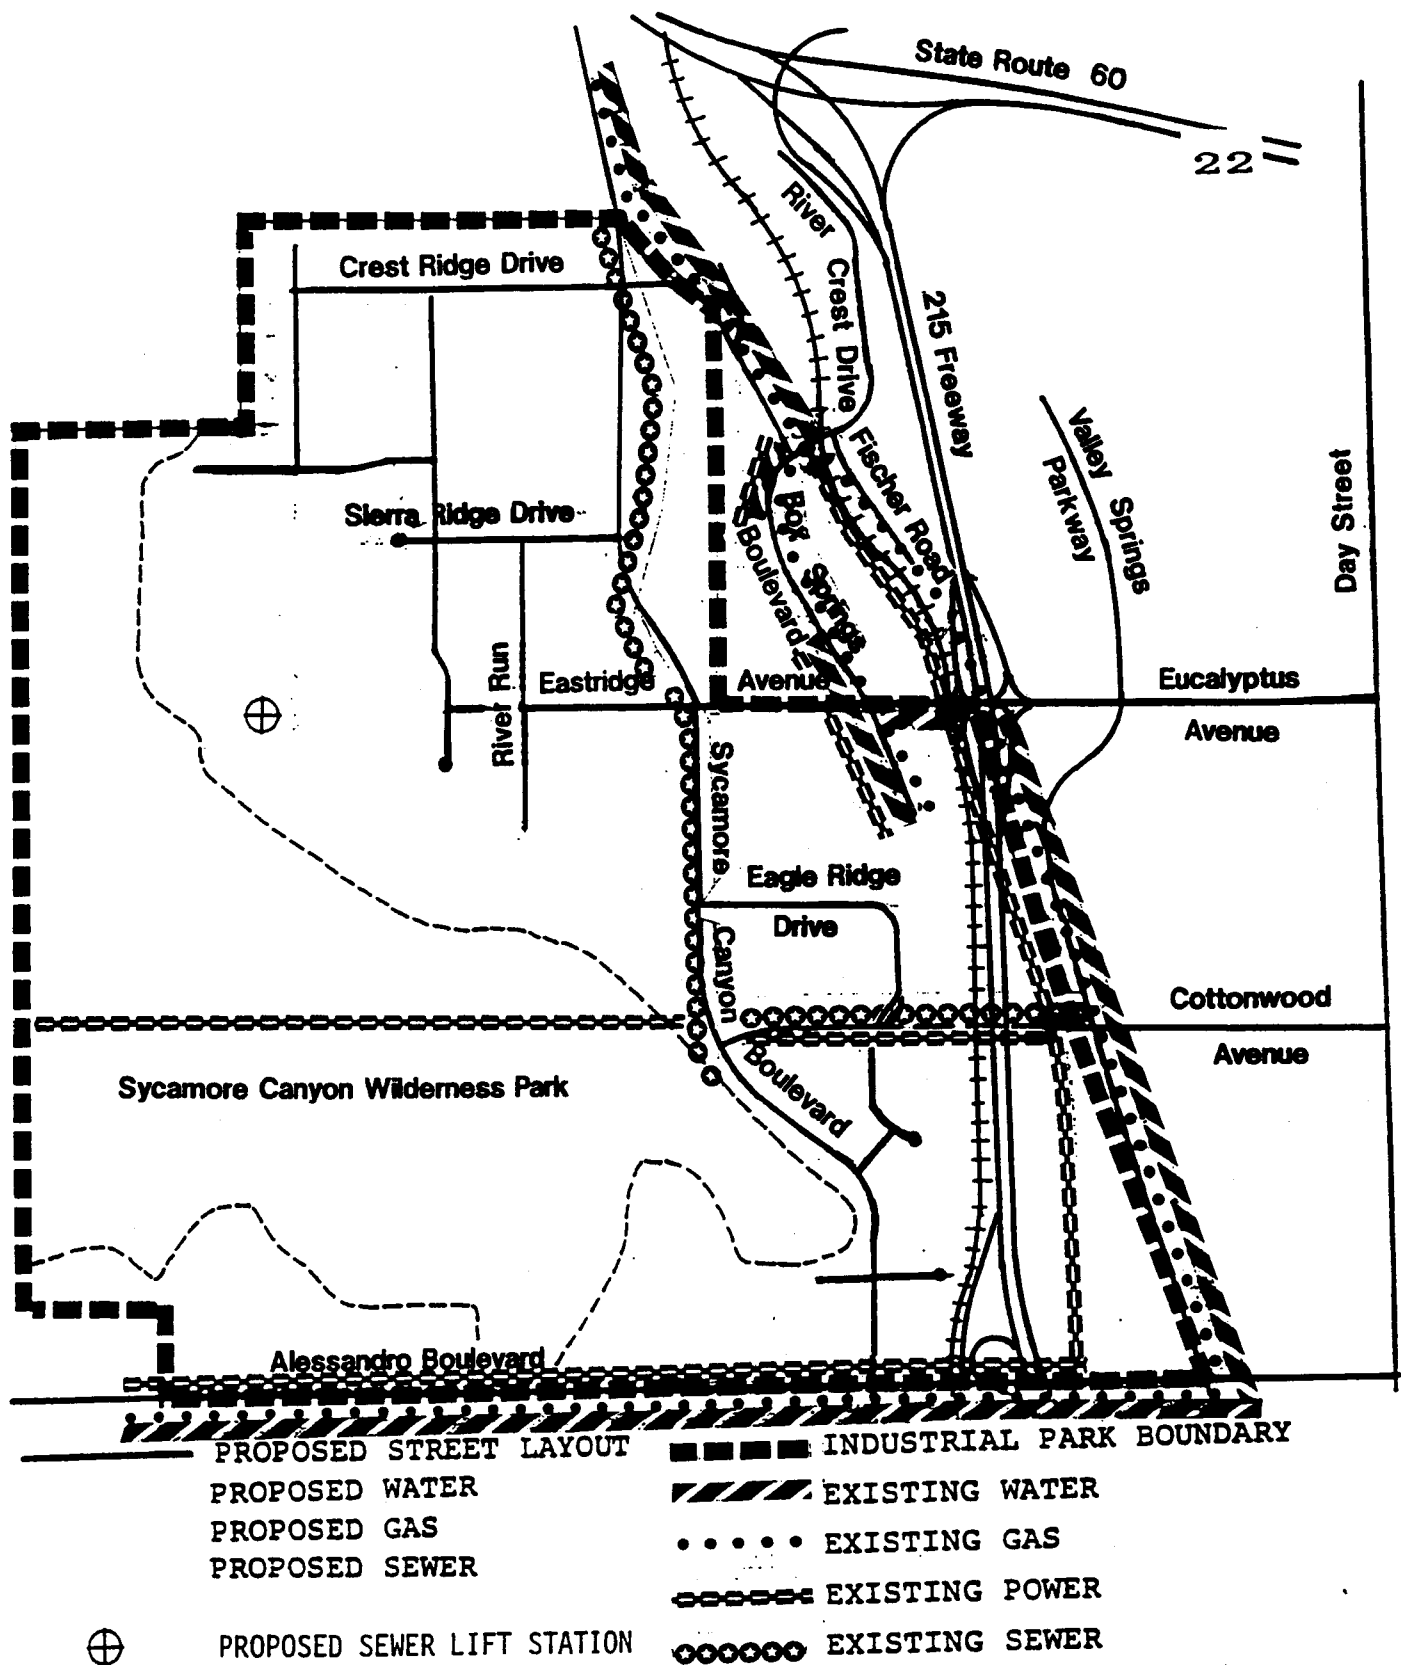 State Route 60
22
River
Crest Drive
Crest Ridge Drive
215 Freeway
Valley Springs
Parkway
Day Street
Fischer Road
Box Springs
Boulevard
Sierra Ridge Drive
River Run
Eastridge Avenue
Eucalyptus
Avenue
Sycamore
Canyon
Boulevard
Eagle Ridge
Drive
Cottonwood
Avenue
Sycamore Canyon Wilderness Park
Alessandro Boulevard
PROPOSED STREET LAYOUT
PROPOSED WATER
PROPOSED GAS
PROPOSED SEWER
PROPOSED SEWER LIFT STATION
INDUSTRIAL PARK BOUNDARY
EXISTING WATER
EXISTING GAS
EXISTING POWER
EXISTING SEWER